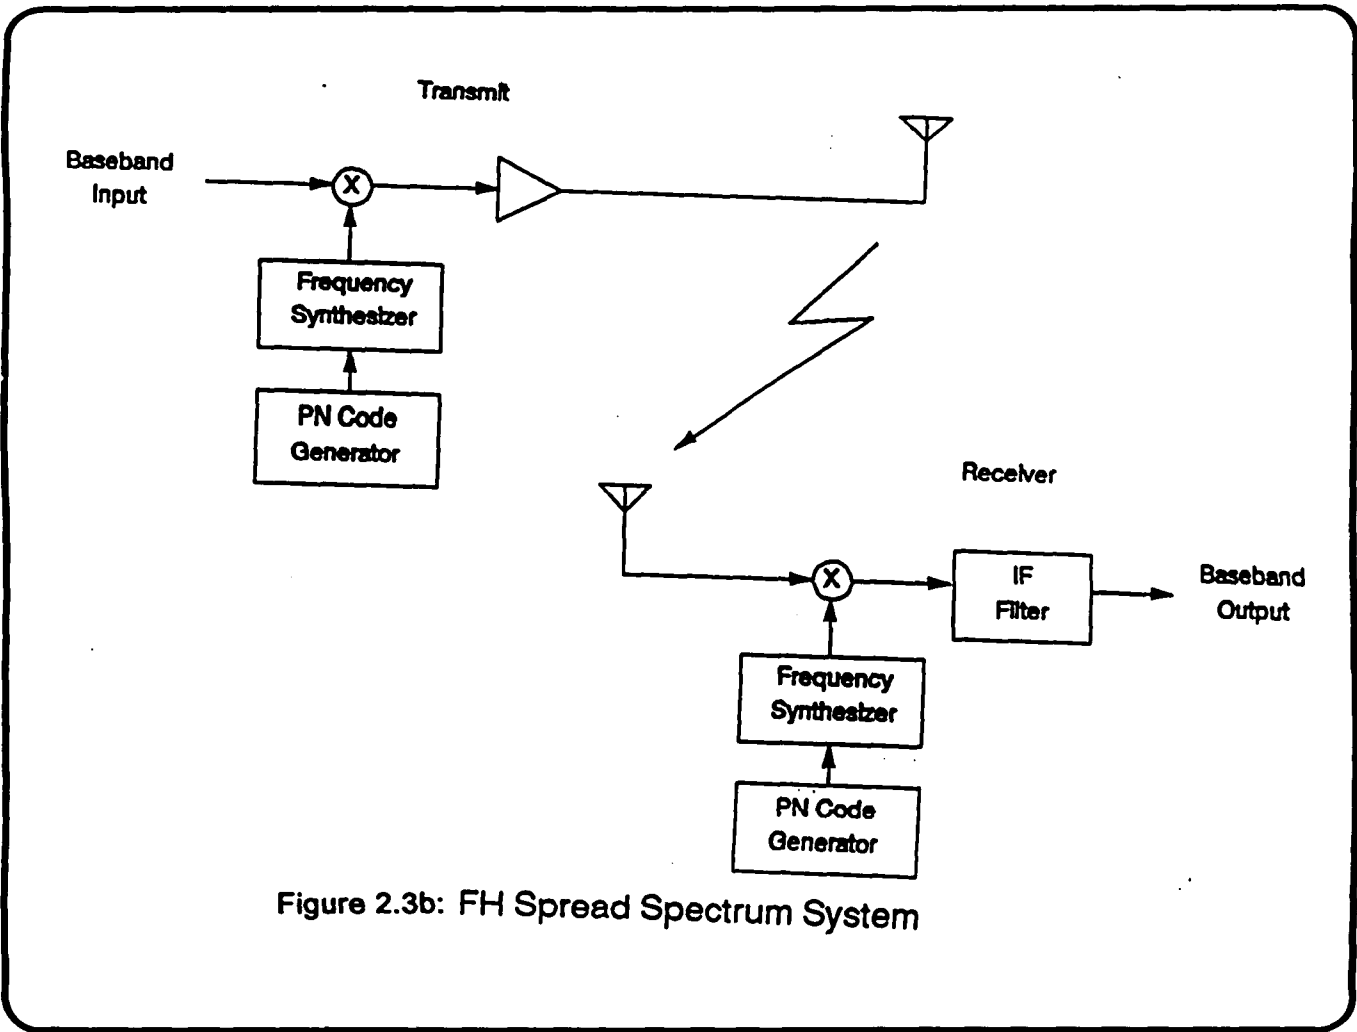 Transmit
Baseband
Input
X
Frequency
Synthesizer
PN Code
Generator
Receiver
X
IF
Filter
Baseband
Output
Frequency
Synthesizer
PN Code
Generator
Figure 2.3b: FH Spread Spectrum System